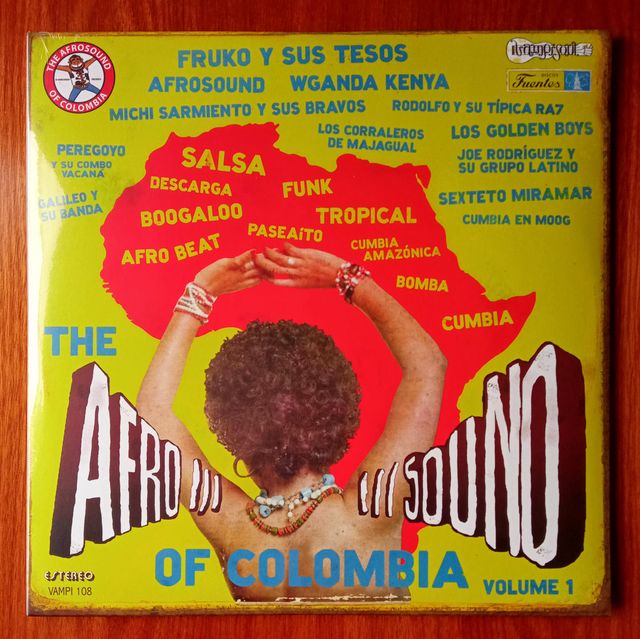 THE AFROSOUND
OF COLOMBIA
FRUKO Y SUS TESOS
vampisoul
AFROSOUND WGANDA KENYA
DISCOS
Fuentes
MICHI SARMIENTO Y SUS BRAVOS
RODOLFO Y SU TÍPICA RA7
LOS CORRALEROS
DE MAJAGUAL
LOS GOLDEN BOYS
PEREGOYO
Y SU COMBO
VACANÁ
JOE RODRÍGUEZ Y
SU GRUPO LATINO
GALILEO Y
SU BANDA
SEXTETO MIRAMAR
CUMBIA EN MOOG
SALSA
DESCARGA
FUNK
BOOGALOO
TROPICAL
PASEAíTO
AFRO BEAT
CUMBIA
AMAZÓNICA
BOMBA
CUMBIA
THE
AFRO SOUND
OF COLOMBIA
VOLUME 1
ESTEREO
VAMPI 108